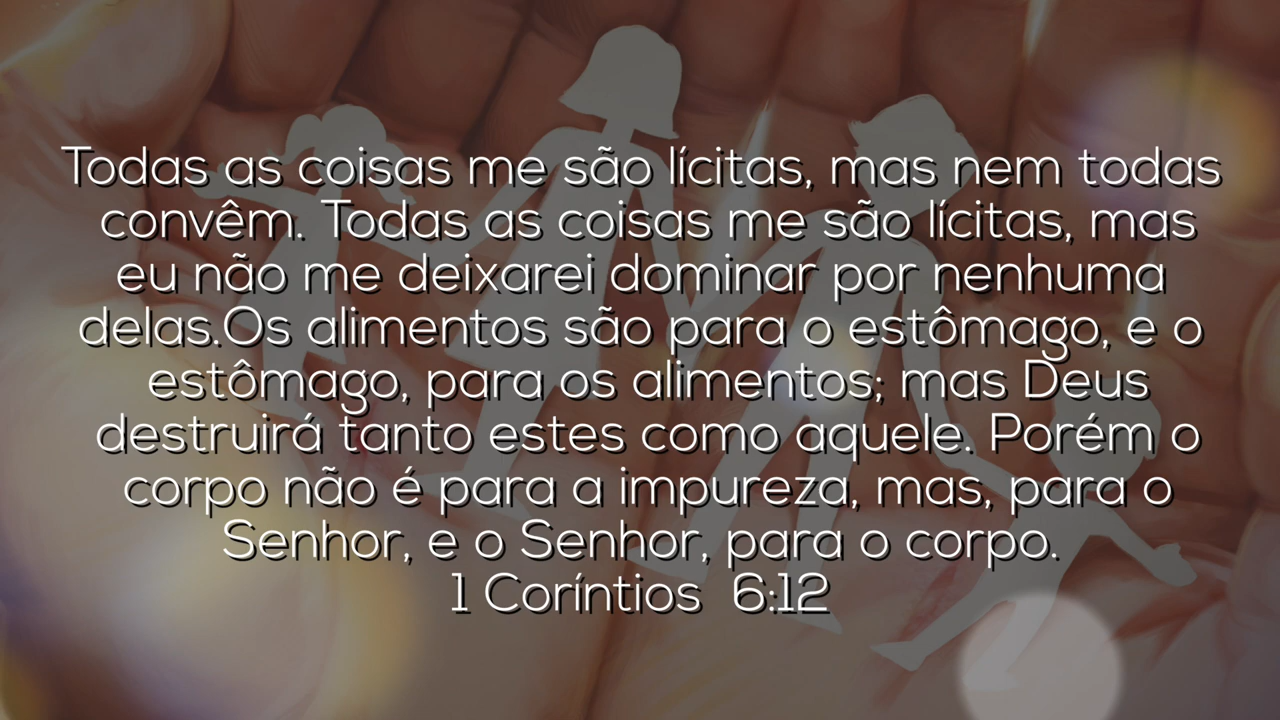 Todas as coisas me são lícitas, mas nem todas
convêm. Todas as coisas me são lícitas, mas
eu não me deixarei dominar por nenhuma
delas.Os alimentos são para o estômago, e o
estômago, para os alimentos; mas Deus
destruirá tanto estes como aquele. Porém o
corpo não é para a impureza, mas, para o
Senhor, e o Senhor, para o corpo.
1 Coríntios  6:12